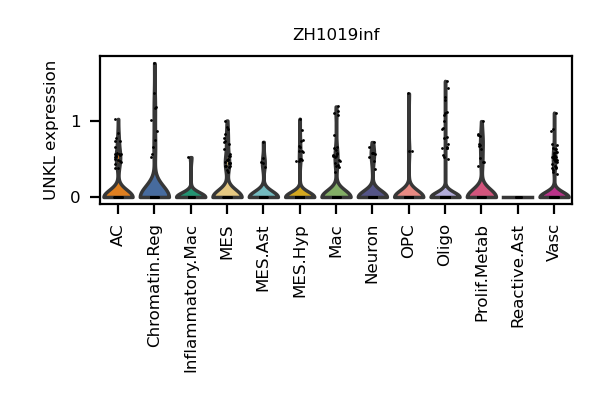 ZH1019inf
UNKL expression
1
0
AC
Chromatin.Reg
Inflammatory.Mac
MES
MES.Ast
MES.Hyp
Mac
Neuron
OPC
Oligo
Prolif.Metab
Reactive.Ast
Vasc